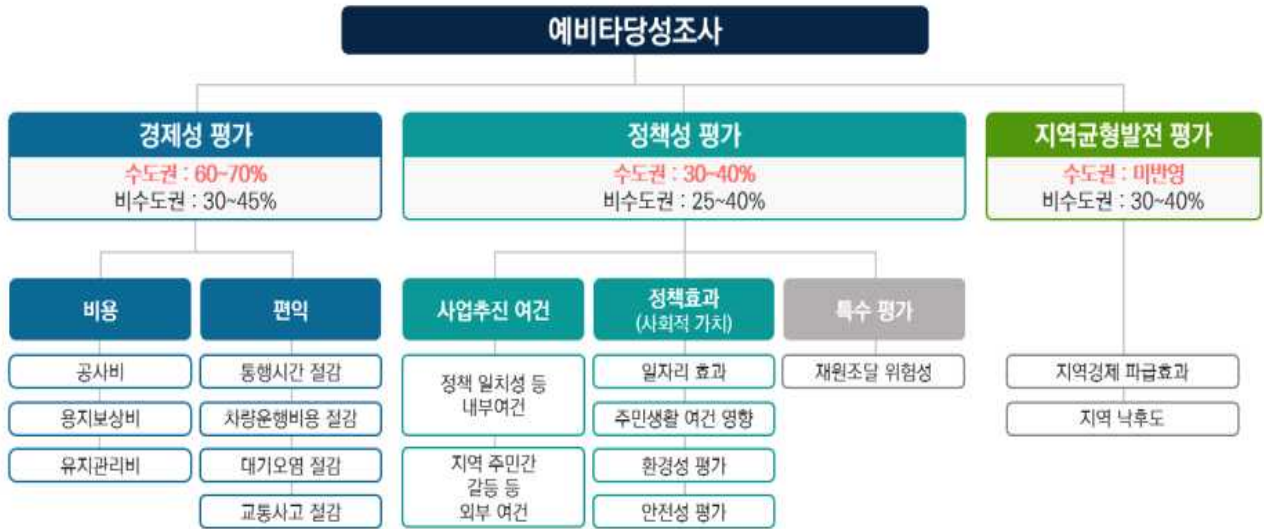 예비타당성조사
경제성 평가
수도권 : 60~70%
비수도권 : 30~45%
정책성 평가
수도권 : 30~40%
비수도권 : 25~40%
지역균형발전 평가
수도권 : 미반영
비수도권 : 30~40%
비용
공사비
용지보상비
유지관리비
편익
통행시간 절감
차량운행비용 절감
대기오염 절감
교통사고 절감
사업추진 여건
정책 일치성 등
내부여건
지역 주민간
갈등 등
외부 여건
정책효과
(사회적 가치)
일자리 효과
주민생활 여건 영향
환경성 평가
안전성 평가
특수 평가
재원조달 위험성
지역경제 파급효과
지역 낙후도